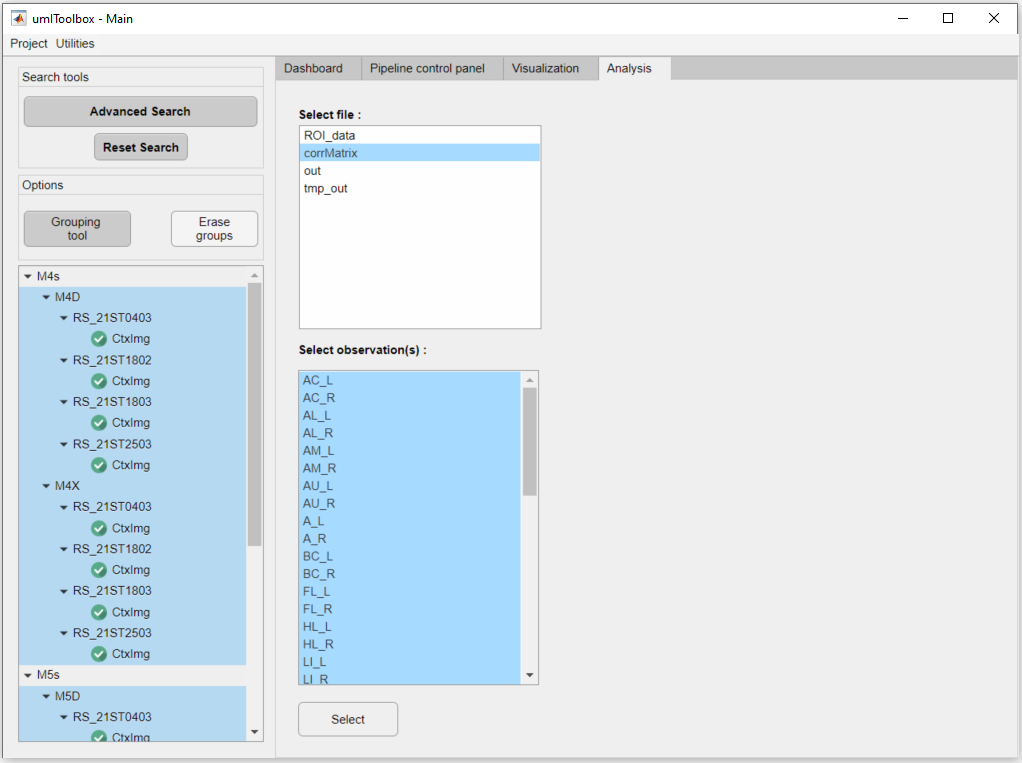 umIToolbox - Main
Project Utilities
Search tools
Advanced Search
Reset Search
Options
Grouping
tool
Erase
groups
M4s
M4D
RS_21ST0403
CtxImg
RS_21ST1802
CtxImg
RS_21ST1803
CtxImg
RS_21ST2503
CtxImg
M4X
RS_21ST0403
CtxImg
RS_21ST1802
CtxImg
RS_21ST1803
CtxImg
RS_21ST2503
CtxImg
M5s
M5D
RS_21ST0403
CtxImg
Dashboard Pipeline control panel Visualization Analysis
Select file :
ROI_data
corrMatrix
out
tmp_out
Select observation(s) :
AC_L
AC_R
AL_L
AL_R
AM_L
AM_R
AU_L
AU_R
A_L
A_R
BC_L
BC_R
FL_L
FL_R
HL_L
HL_R
LI_L
LI_R
Select